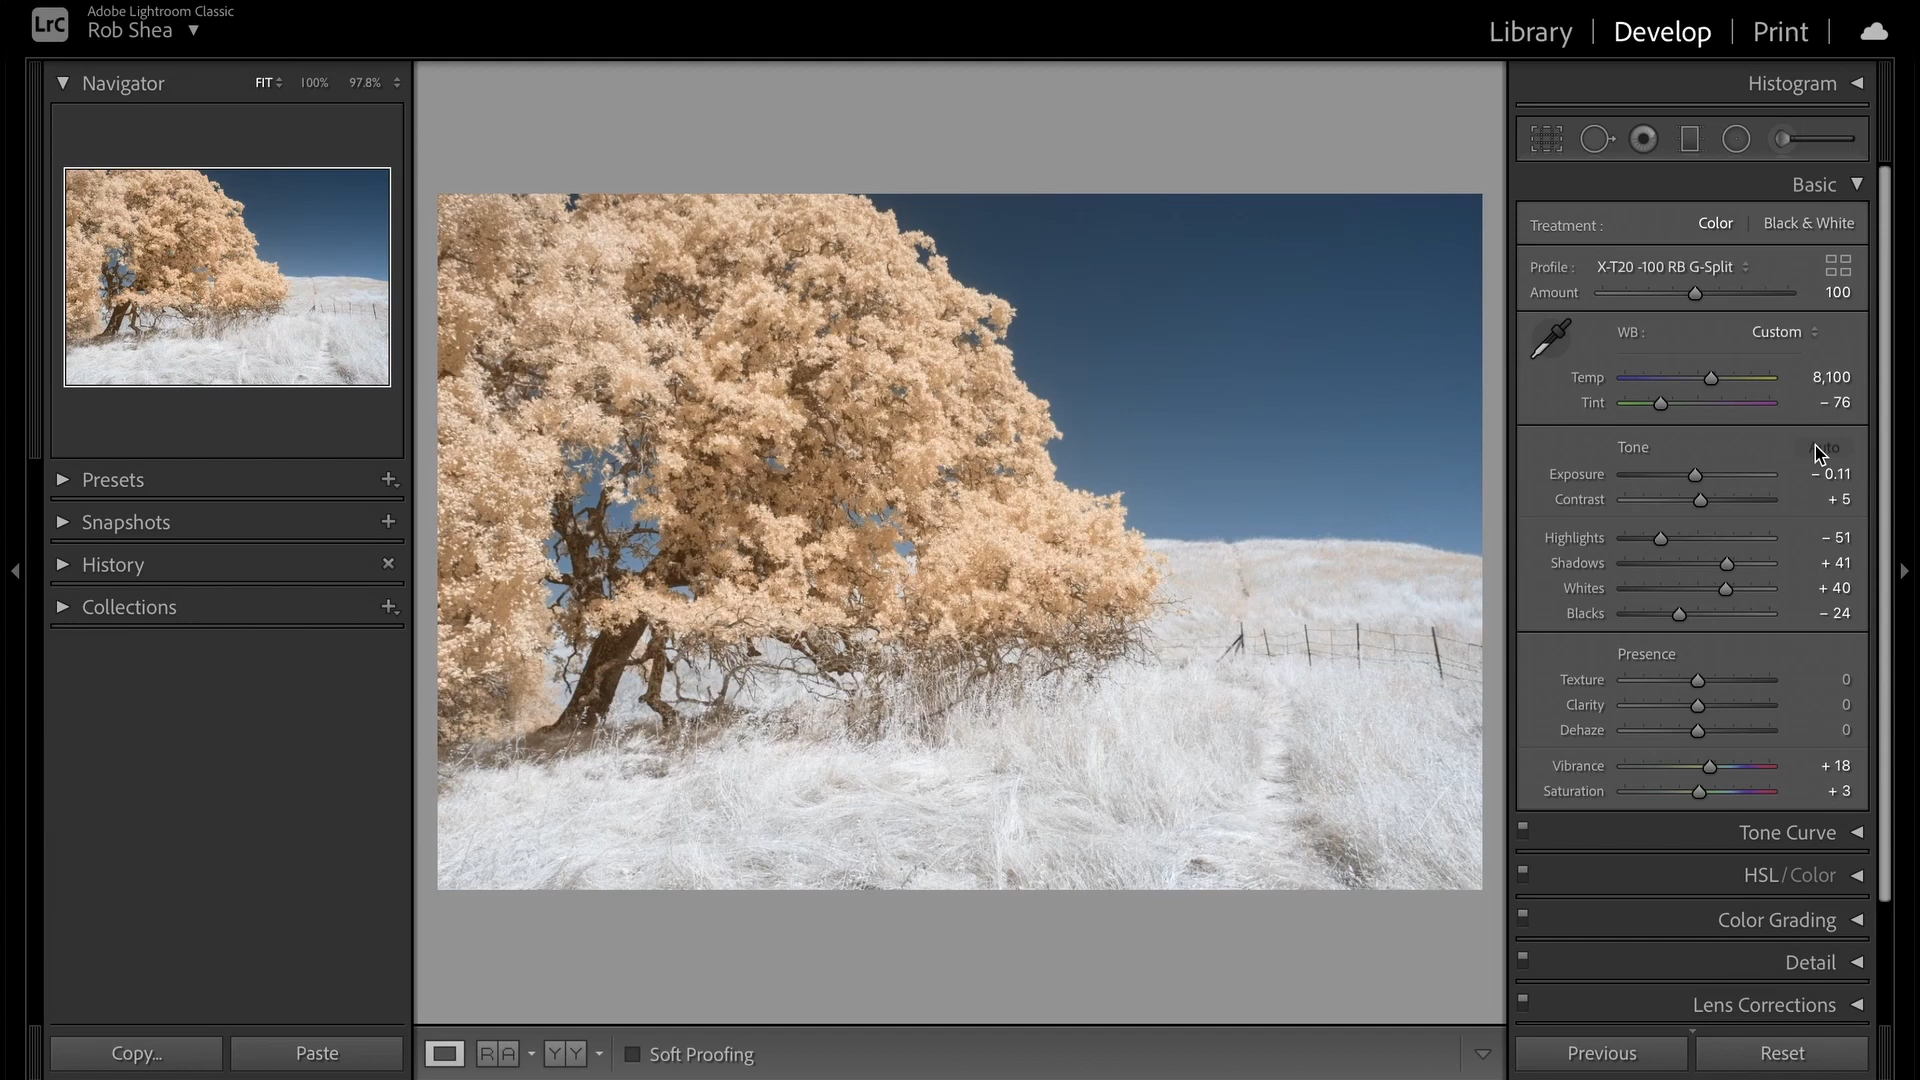 LrC
Adobe Lightroom Classic
Rob Shea
Library
Develop
Print
Navigator
FIT
100%
97.8%
Presets
Snapshots
History
Collections
Copy...
Paste
R A
Y Y
Soft Proofing
Histogram
Basic
Treatment :
Color
Black & White
Profile :
X-T20 -100 RB G-Split
Amount
100
WB :
Custom
Temp
8,100
Tint
– 76
Tone
Exposure
– 0.11
Contrast
+ 5
Highlights
– 51
Shadows
+ 41
Whites
+ 40
Blacks
– 24
Presence
Texture
0
Clarity
0
Dehaze
0
Vibrance
+ 18
Saturation
+ 3
Tone Curve
HSL / Color
Color Grading
Detail
Lens Corrections
Previous
Reset